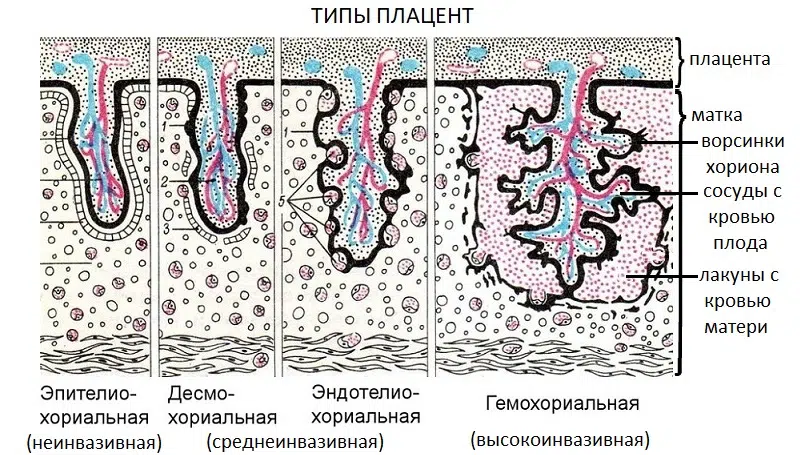 ТИПЫ ПЛАЦЕНТ
плацента
матка
ворсинки
хориона
сосуды с
кровью
плода
лакуны с
кровью
матери
1
2
3
1
5
Эпителио-
хориальная
(неинвазивная)
Десмо-
хориальная
Эндотелио-
хориальная
(среднеинвазивная)
Гемохориальная
(высокоинвазивная)